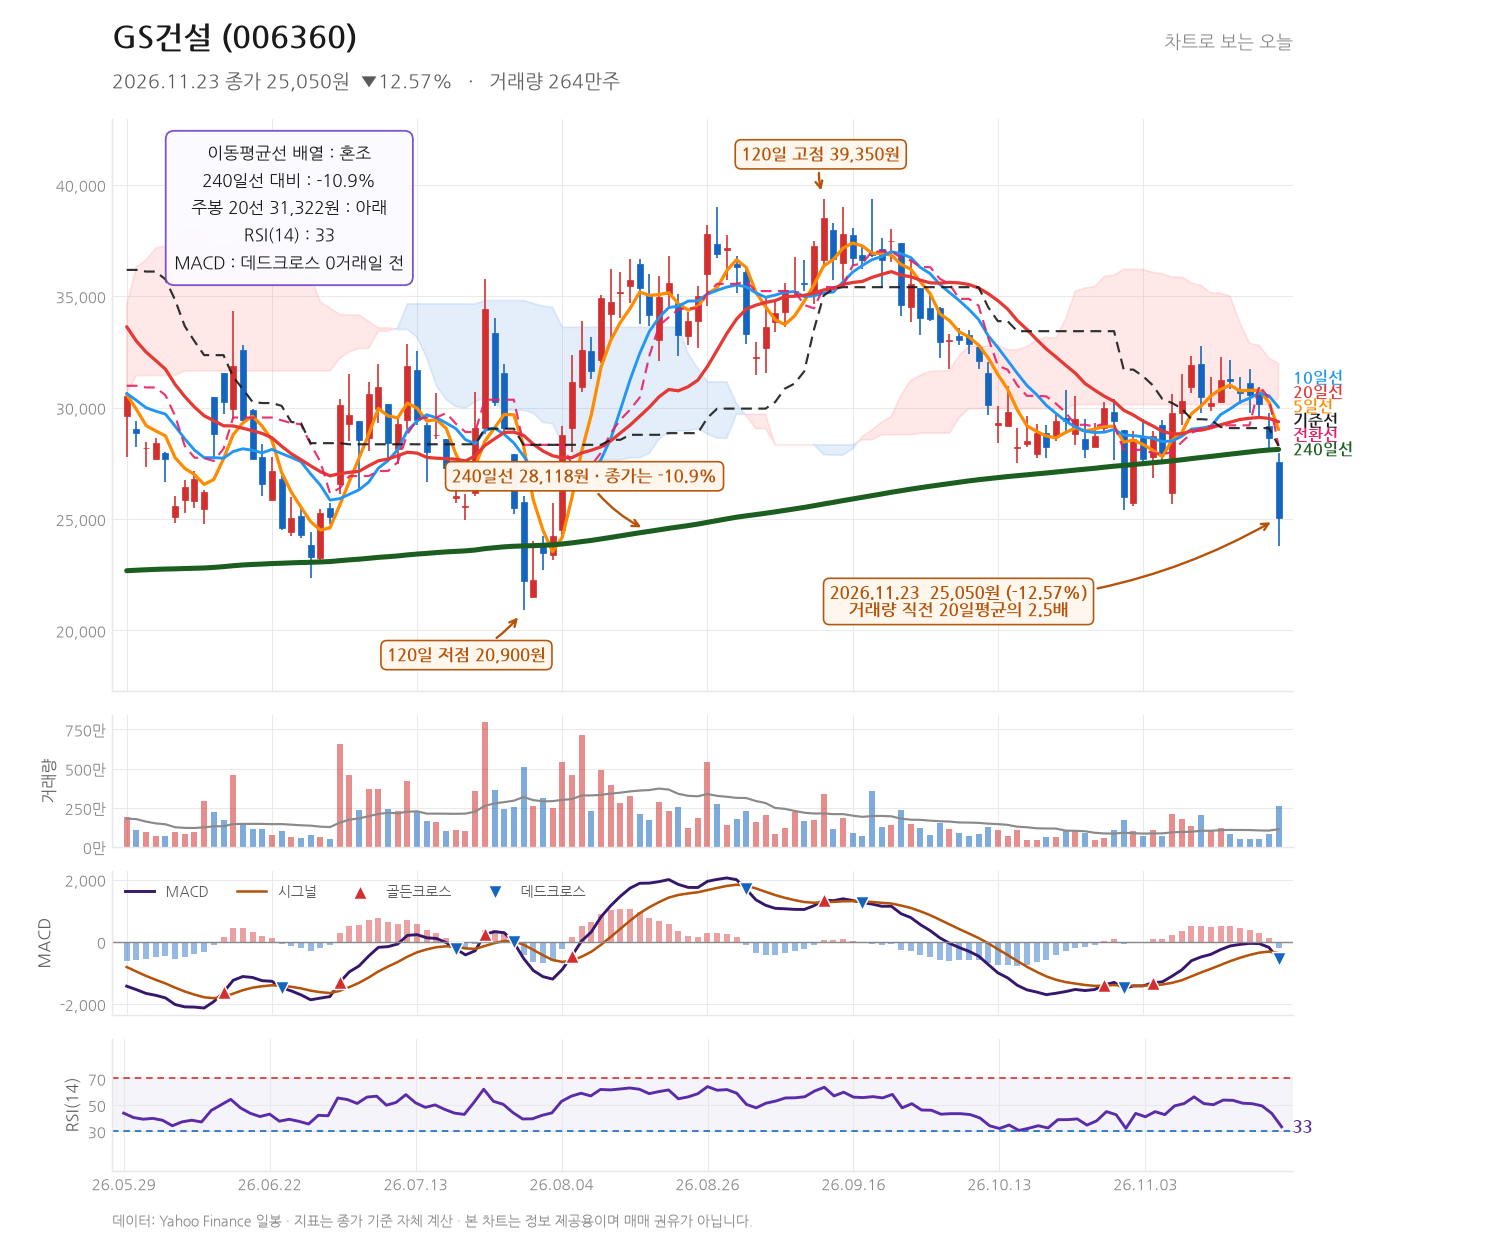 GS건설 (006360)
차트로 보는 오늘
2026.11.23 종가 25,050원 ▼12.57% · 거래량 264만주
이동평균선 배열 : 혼조
240일선 대비 : -10.9%
주봉 20선 31,322원 : 아래
RSI(14) : 33
MACD : 데드크로스 0거래일 전
120일 고점 39,350원
40,000
35,000
30,000
25,000
20,000
10일선
20일선
5일선
기준선
전환선
240일선
240일선 28,118원 · 종가는 -10.9%
2026.11.23 25,050원 (-12.57%)
거래량 직전 20일평균의 2.5배
120일 저점 20,900원
거래량
750만
500만
250만
0만
MACD
2,000
0
-2,000
MACD
시그널
골든크로스
데드크로스
RSI(14)
70
50
30
33
26.05.29
26.06.22
26.07.13
26.08.04
26.08.26
26.09.16
26.10.13
26.11.03
데이터: Yahoo Finance 일봉 · 지표는 종가 기준 자체 계산 · 본 차트는 정보 제공용이며 매매 권유가 아닙니다.